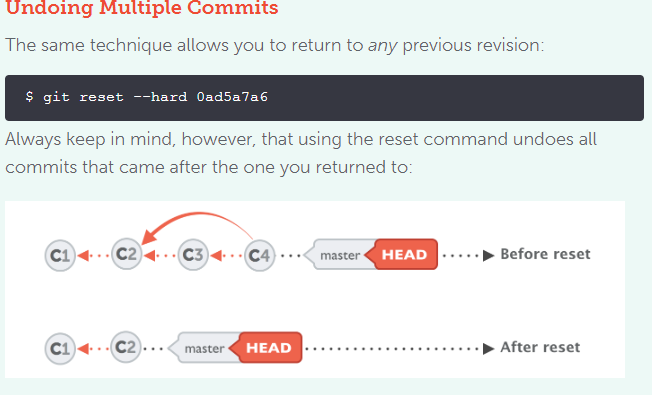 Undoing Multiple Commits
The same technique allows you to return to any previous revision:
$ git reset --hard 0ad5a7a6
Always keep in mind, however, that using the reset command undoes all
commits that came after the one you returned to:
C1 C2 C3 C4 master HEAD Before reset
C1 C2 master HEAD After reset